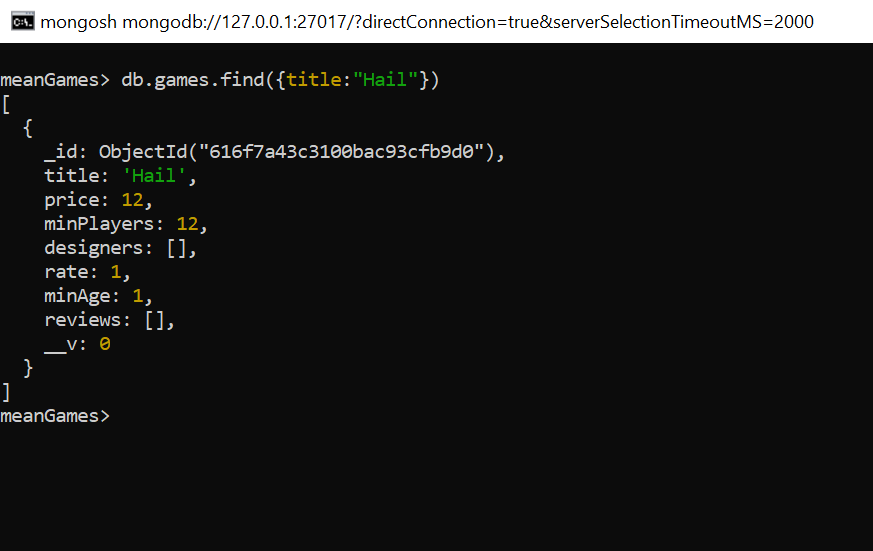 mongosh mongodb://127.0.0.1:27017/?directConnection=true&serverSelectionTimeoutMS=2000
meanGames> db.games.find({title:"Hail"})
[
  {
    _id: ObjectId("616f7a43c3100bac93cfb9d0"),
    title: 'Hail',
    price: 12,
    minPlayers: 12,
    designers: [],
    rate: 1,
    minAge: 1,
    reviews: [],
    __v: 0
  }
]
meanGames>